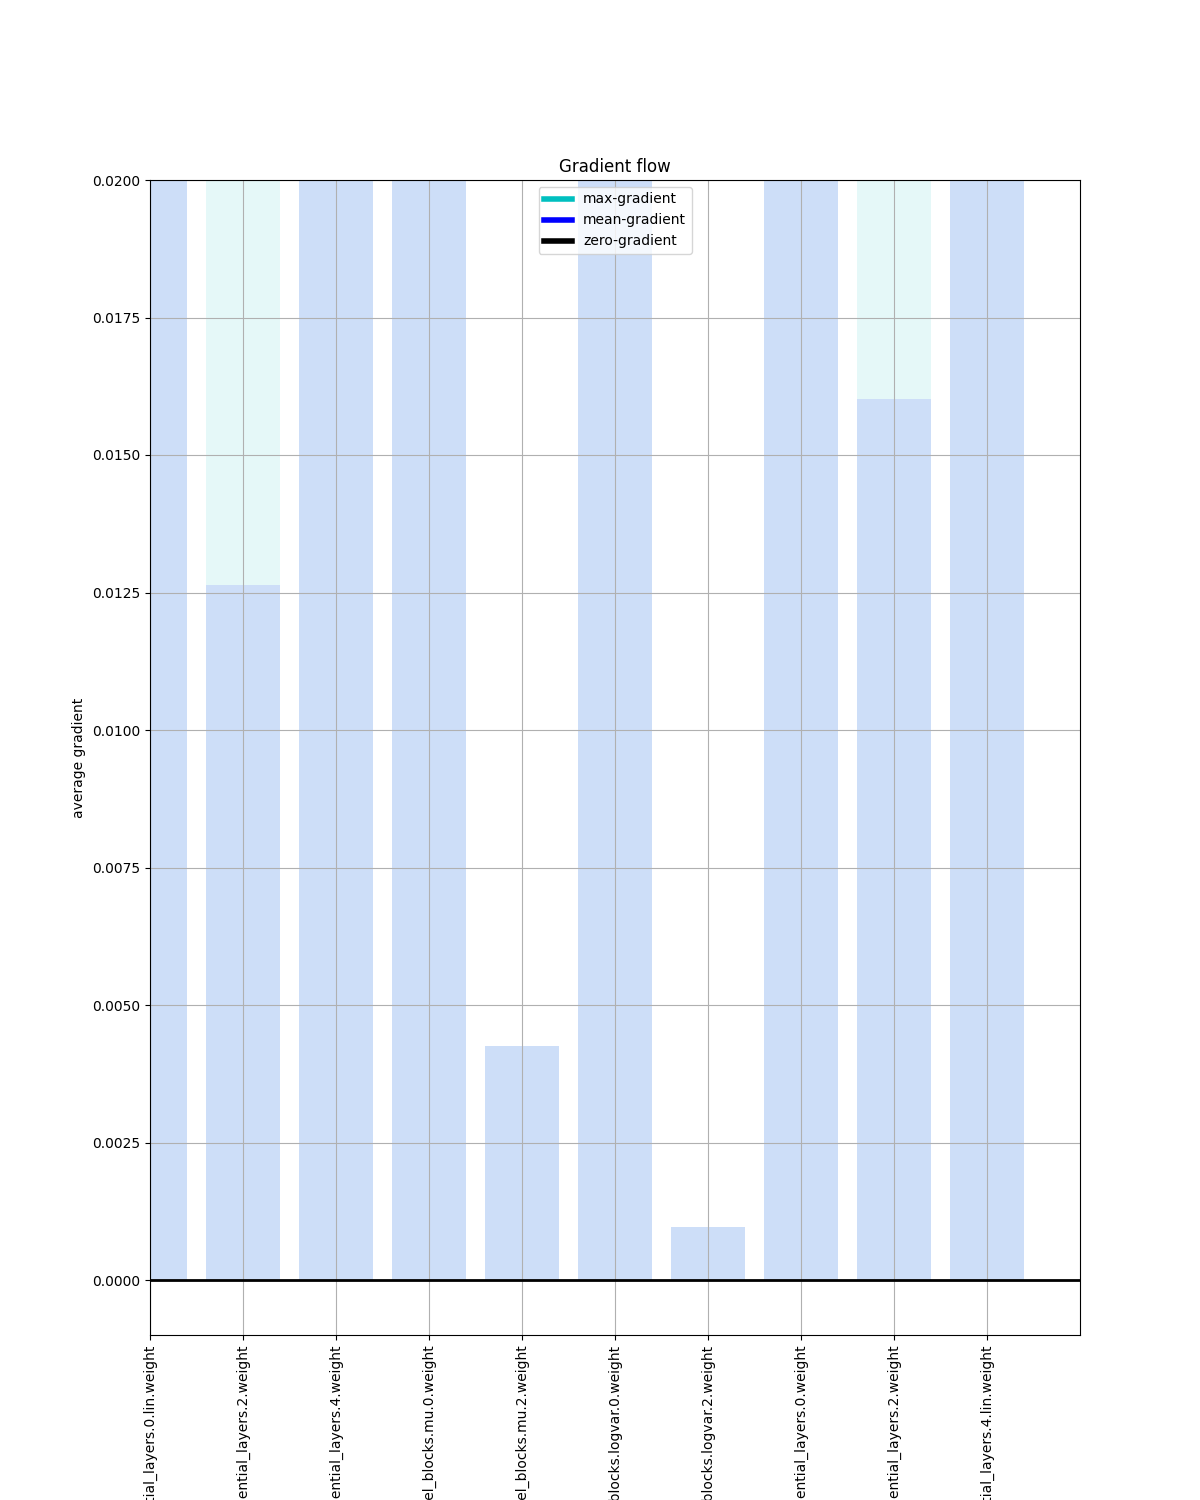 Gradient flow
max-gradient
mean-gradient
zero-gradient
average gradient
0.0200
0.0175
0.0150
0.0125
0.0100
0.0075
0.0050
0.0025
0.0000
tial_layers.0.lin.weight
ential_layers.2.weight
ential_layers.4.weight
el_blocks.mu.0.weight
el_blocks.mu.2.weight
blocks.logvar.0.weight
blocks.logvar.2.weight
ential_layers.0.weight
ential_layers.2.weight
tial_layers.4.lin.weight